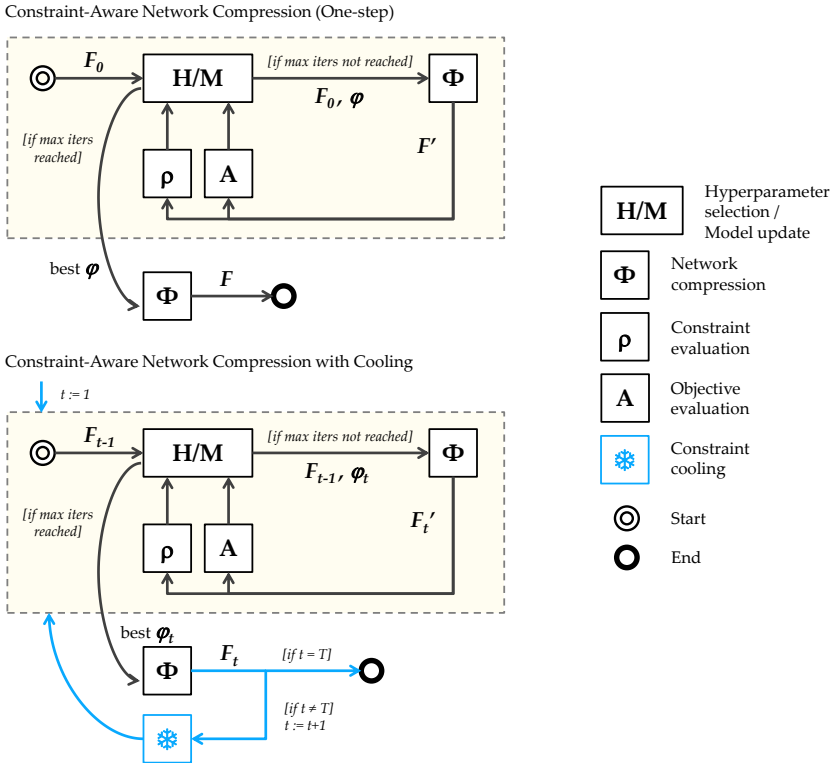 Constraint-Aware Network Compression (One-step)
F0
H/M
[if max iters not reached]
Φ
F0, φ
[if max iters
reached]
F′
ρ
A
best φ
Φ
F
Constraint-Aware Network Compression with Cooling
t := 1
Ft-1
H/M
[if max iters not reached]
Φ
Ft-1, φt
[if max iters
reached]
Ft′
ρ
A
best φt
Φ
Ft
[if t = T]
[if t ≠ T]
t := t+1
H/M
Hyperparameter
selection /
Model update
Φ
Network
compression
ρ
Constraint
evaluation
A
Objective
evaluation
Constraint
cooling
Start
End